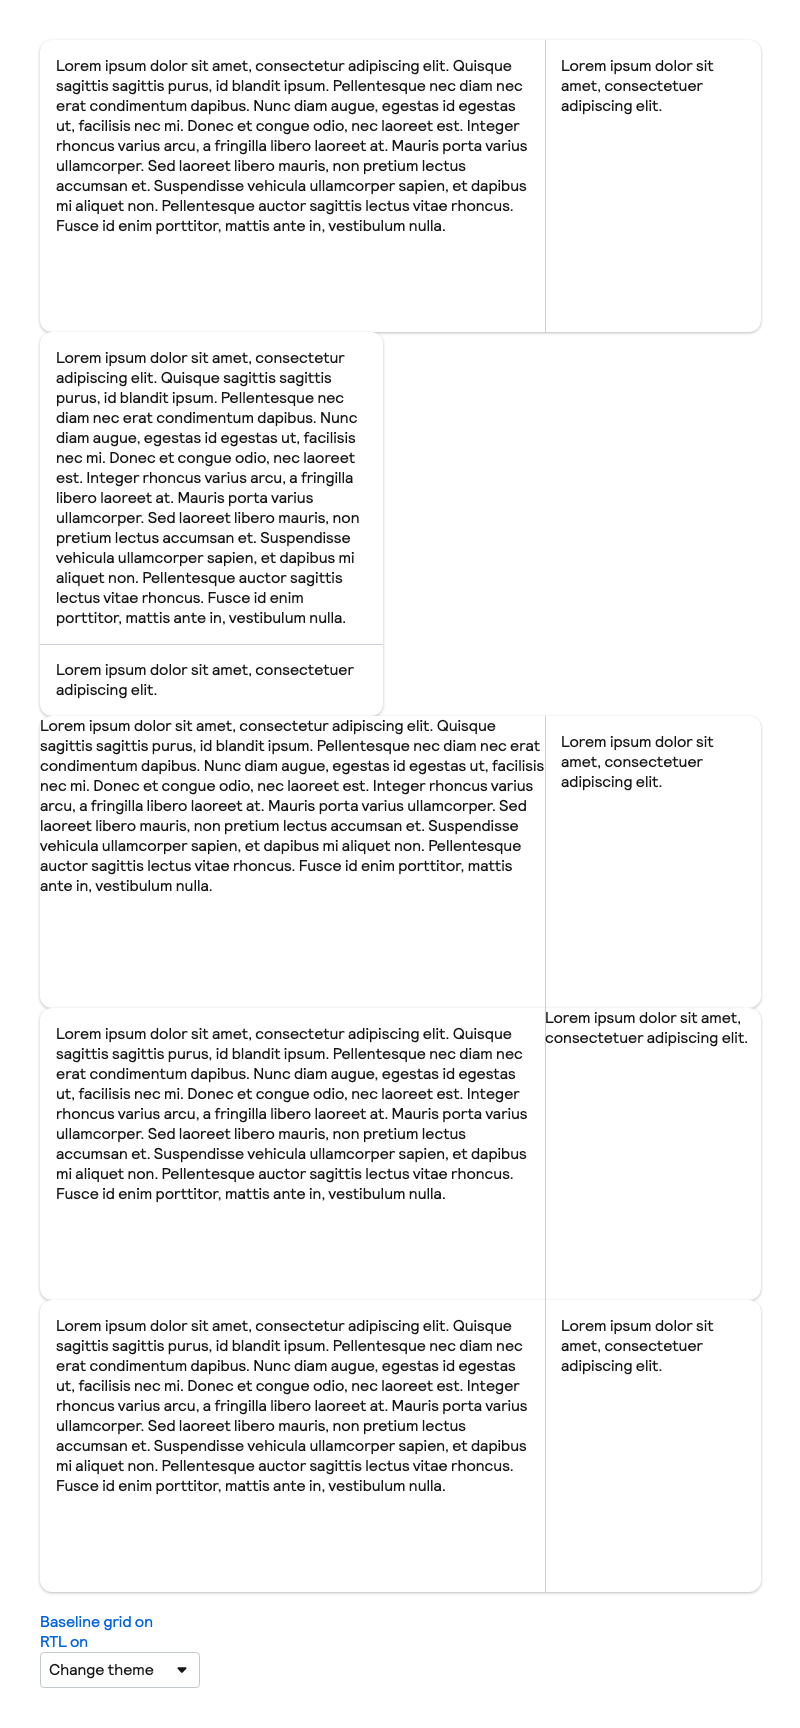 Lorem ipsum dolor sit amet, consectetur adipiscing elit. Quisque
sagittis sagittis purus, id blandit ipsum. Pellentesque nec diam nec
erat condimentum dapibus. Nunc diam augue, egestas id egestas
ut, facilisis nec mi. Donec et congue odio, nec laoreet est. Integer
rhoncus varius arcu, a fringilla libero laoreet at. Mauris porta varius
ullamcorper. Sed laoreet libero mauris, non pretium lectus
accumsan et. Suspendisse vehicula ullamcorper sapien, et dapibus
mi aliquet non. Pellentesque auctor sagittis lectus vitae rhoncus.
Fusce id enim porttitor, mattis ante in, vestibulum nulla.
Lorem ipsum dolor sit
amet, consectetuer
adipiscing elit.
Lorem ipsum dolor sit amet, consectetur
adipiscing elit. Quisque sagittis sagittis
purus, id blandit ipsum. Pellentesque nec
diam nec erat condimentum dapibus. Nunc
diam augue, egestas id egestas ut, facilisis
nec mi. Donec et congue odio, nec laoreet
est. Integer rhoncus varius arcu, a fringilla
libero laoreet at. Mauris porta varius
ullamcorper. Sed laoreet libero mauris, non
pretium lectus accumsan et. Suspendisse
vehicula ullamcorper sapien, et dapibus mi
aliquet non. Pellentesque auctor sagittis
lectus vitae rhoncus. Fusce id enim
porttitor, mattis ante in, vestibulum nulla.
Lorem ipsum dolor sit amet, consectetuer
adipiscing elit.
Lorem ipsum dolor sit amet, consectetur adipiscing elit. Quisque
sagittis sagittis purus, id blandit ipsum. Pellentesque nec diam nec erat
condimentum dapibus. Nunc diam augue, egestas id egestas ut, facilisis
nec mi. Donec et congue odio, nec laoreet est. Integer rhoncus varius
arcu, a fringilla libero laoreet at. Mauris porta varius ullamcorper. Sed
laoreet libero mauris, non pretium lectus accumsan et. Suspendisse
vehicula ullamcorper sapien, et dapibus mi aliquet non. Pellentesque
auctor sagittis lectus vitae rhoncus. Fusce id enim porttitor, mattis
ante in, vestibulum nulla.
Lorem ipsum dolor sit
amet, consectetuer
adipiscing elit.
Lorem ipsum dolor sit amet, consectetur adipiscing elit. Quisque
sagittis sagittis purus, id blandit ipsum. Pellentesque nec diam nec
erat condimentum dapibus. Nunc diam augue, egestas id egestas
ut, facilisis nec mi. Donec et congue odio, nec laoreet est. Integer
rhoncus varius arcu, a fringilla libero laoreet at. Mauris porta varius
ullamcorper. Sed laoreet libero mauris, non pretium lectus
accumsan et. Suspendisse vehicula ullamcorper sapien, et dapibus
mi aliquet non. Pellentesque auctor sagittis lectus vitae rhoncus.
Fusce id enim porttitor, mattis ante in, vestibulum nulla.
Lorem ipsum dolor sit amet,
consectetuer adipiscing elit.
Lorem ipsum dolor sit amet, consectetur adipiscing elit. Quisque
sagittis sagittis purus, id blandit ipsum. Pellentesque nec diam nec
erat condimentum dapibus. Nunc diam augue, egestas id egestas
ut, facilisis nec mi. Donec et congue odio, nec laoreet est. Integer
rhoncus varius arcu, a fringilla libero laoreet at. Mauris porta varius
ullamcorper. Sed laoreet libero mauris, non pretium lectus
accumsan et. Suspendisse vehicula ullamcorper sapien, et dapibus
mi aliquet non. Pellentesque auctor sagittis lectus vitae rhoncus.
Fusce id enim porttitor, mattis ante in, vestibulum nulla.
Lorem ipsum dolor sit
amet, consectetuer
adipiscing elit.
Baseline grid on
RTL on
Change theme